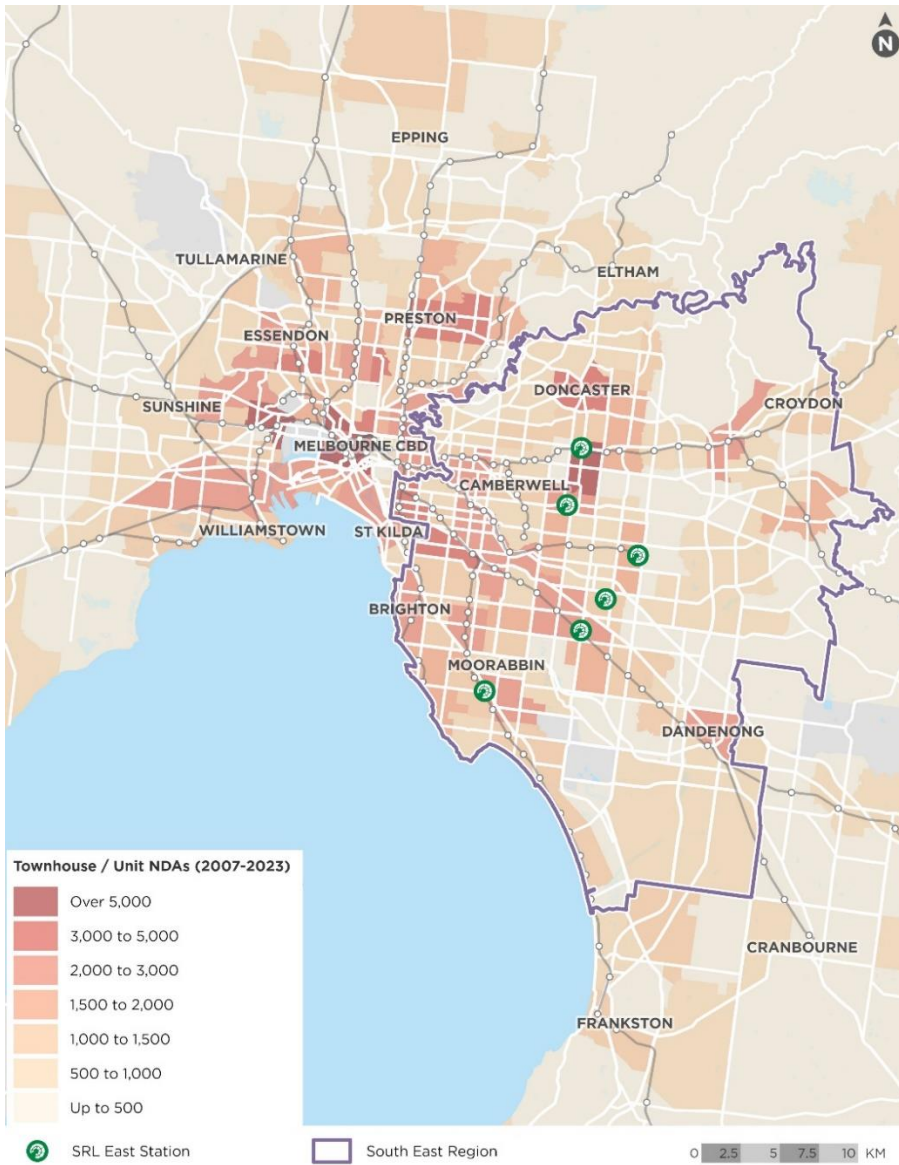 N
EPPING
TULLAMARINE
ELTHAM
PRESTON
ESSENDON
DONCASTER
CROYDON
SUNSHINE
MELBOURNE CBD
CAMBERWELL
WILLIAMSTOWN
ST KILDA
BRIGHTON
MOORABBIN
DANDENONG
CRANBOURNE
FRANKSTON
Townhouse / Unit NDAs (2007-2023)
Over 5,000
3,000 to 5,000
2,000 to 3,000
1,500 to 2,000
1,000 to 1,500
500 to 1,000
Up to 500
SRL East Station
South East Region
0 2.5 5 7.5 10 KM